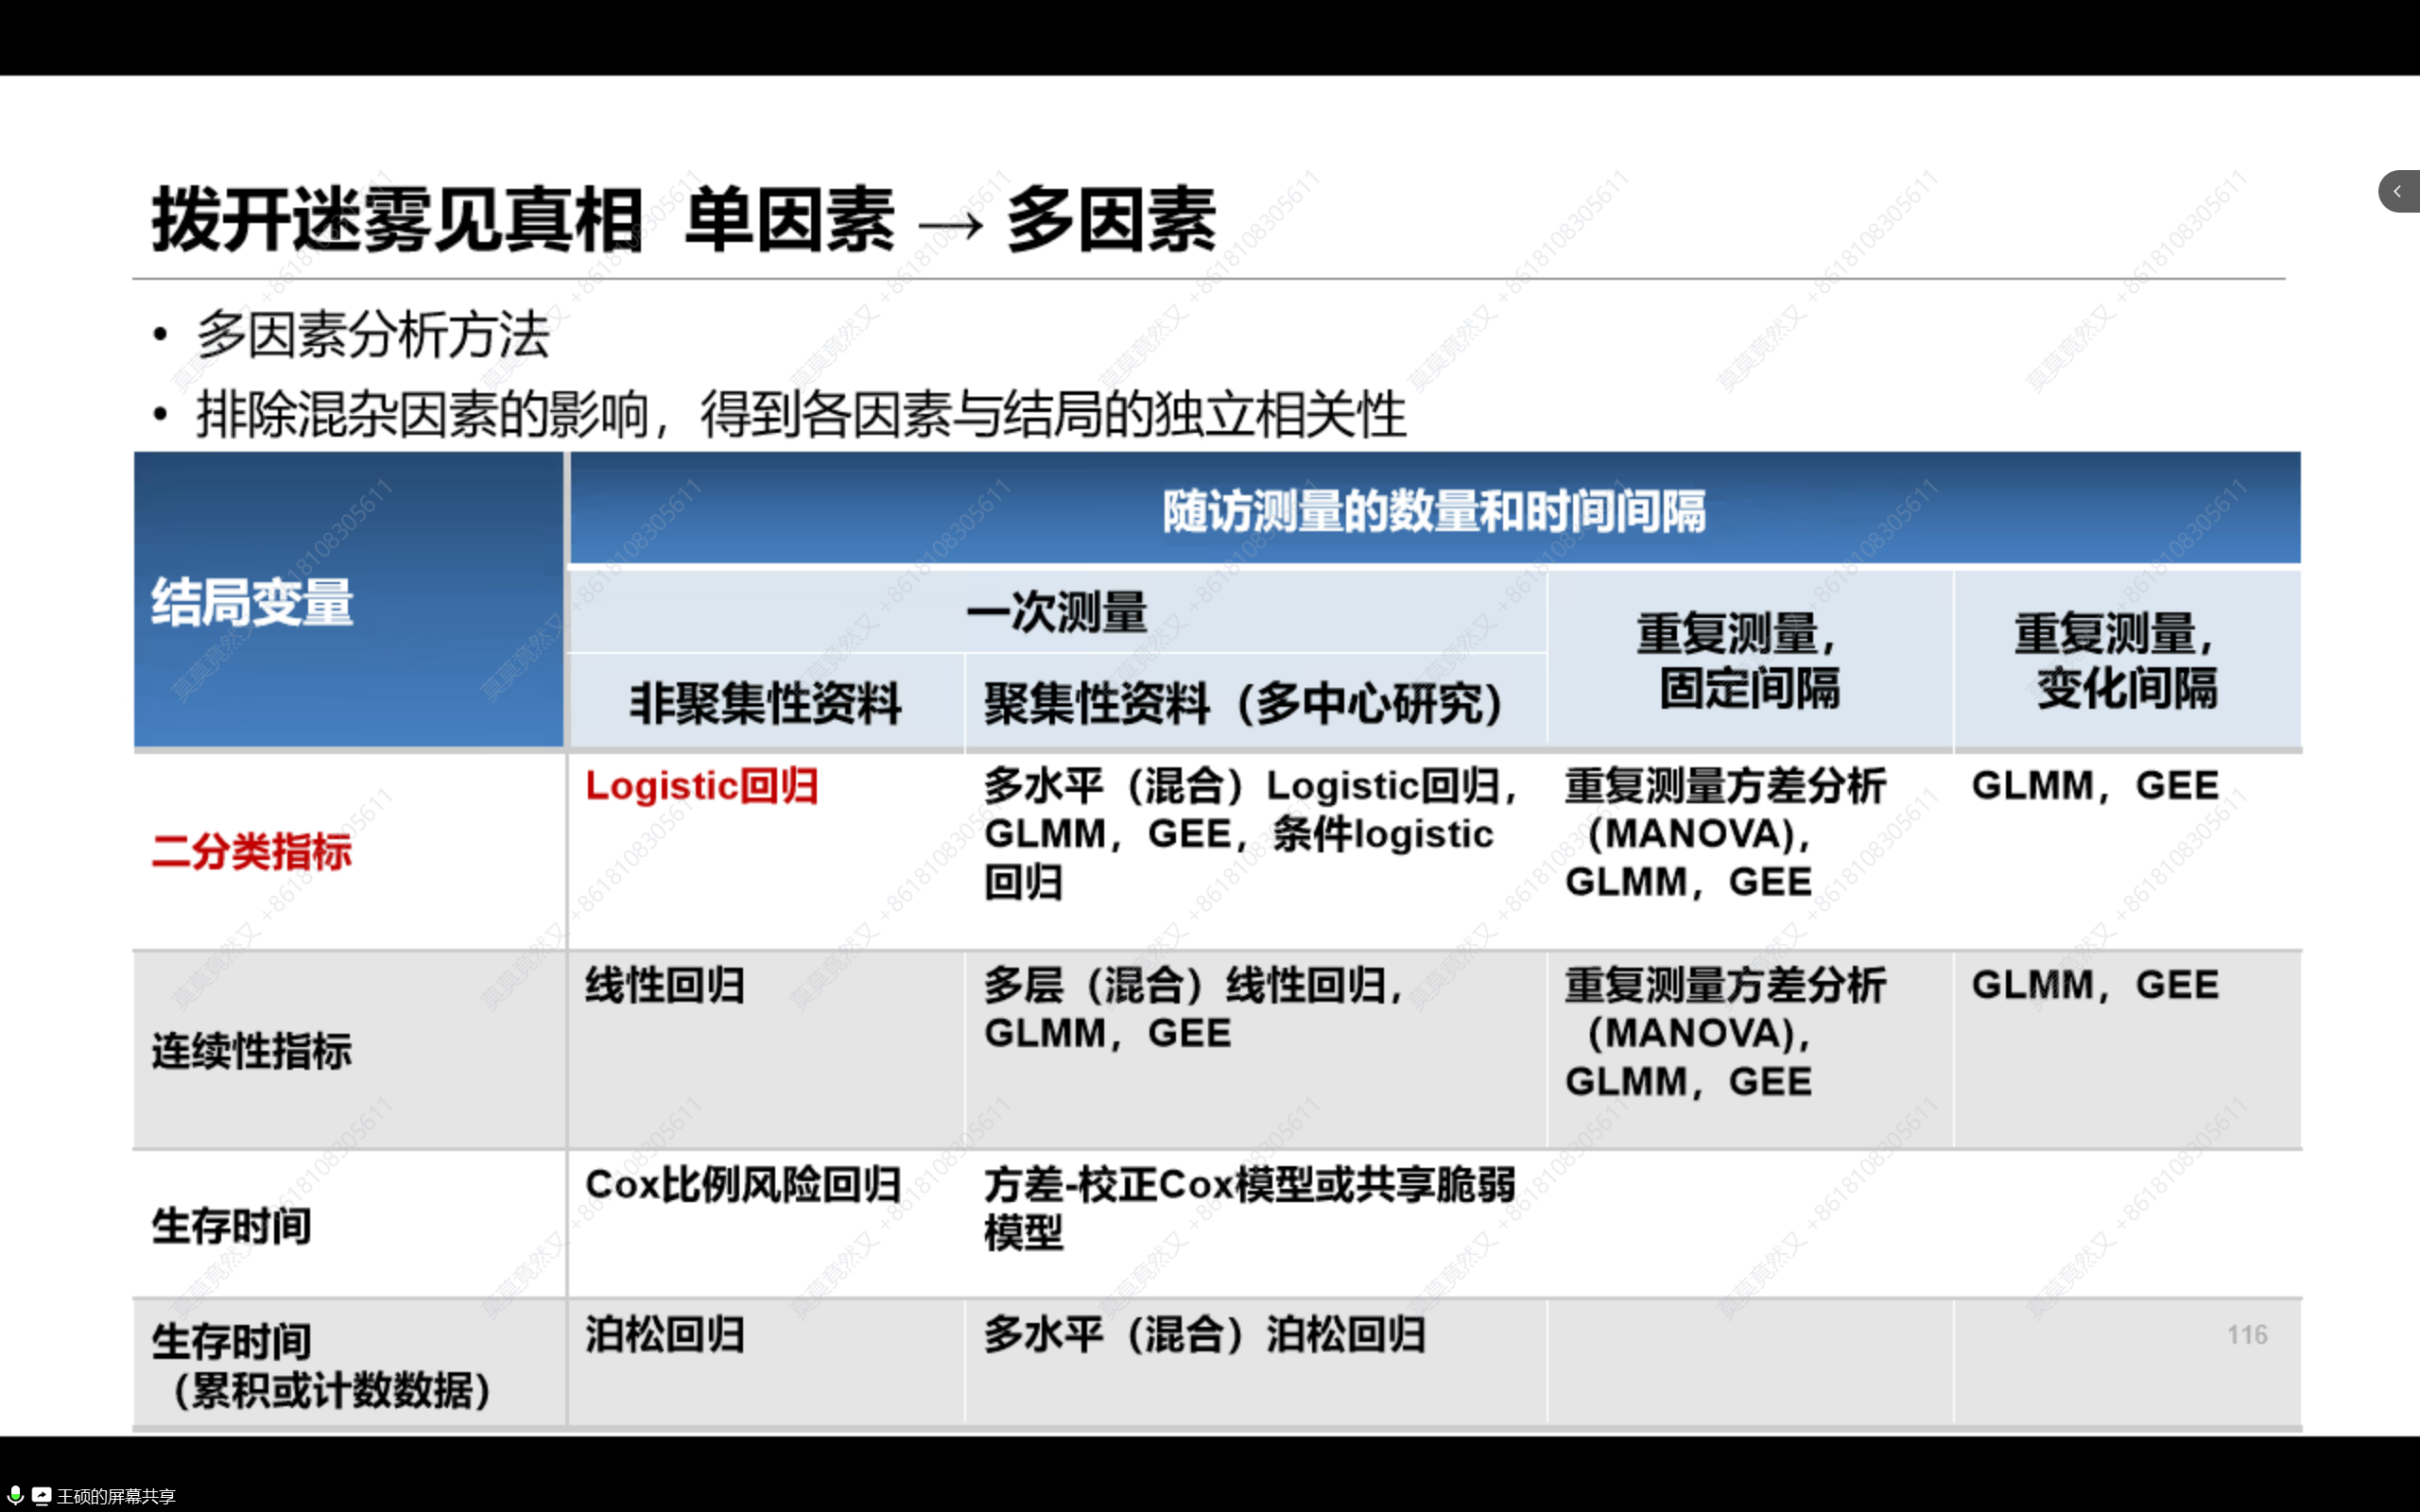 拨开迷雾见真相 单因素 → 多因素
• 多因素分析方法
• 排除混杂因素的影响，得到各因素与结局的独立相关性
结局变量
随访测量的数量和时间间隔
一次测量
重复测量，
固定间隔
重复测量，
变化间隔
非聚集性资料
聚集性资料（多中心研究）
二分类指标
Logistic回归
多水平（混合）Logistic回归，
GLMM，GEE，条件logistic
回归
重复测量方差分析
（MANOVA），
GLMM，GEE
GLMM，GEE
连续性指标
线性回归
多层（混合）线性回归，
GLMM，GEE
重复测量方差分析
（MANOVA），
GLMM，GEE
GLMM，GEE
生存时间
Cox比例风险回归
方差-校正Cox模型或共享脆弱
模型
生存时间
（累积或计数数据）
泊松回归
多水平（混合）泊松回归
116
莫莫竟然又 +8618108305611
王硕的屏幕共享